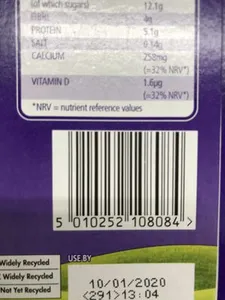 (of which sugars) 12.1g
FIBRE 4g
PROTEIN 5.1g
SALT 0.14g
CALCIUM 258mg
(=32% NRV*)
VITAMIN D 1.6µg
(=32% NRV*)
*NRV = nutrient reference values
5 010252 108084 >
Widely Recycled
Widely Recycled
Not Yet Recycled
USE BY
10/01/2020
<291>13:04